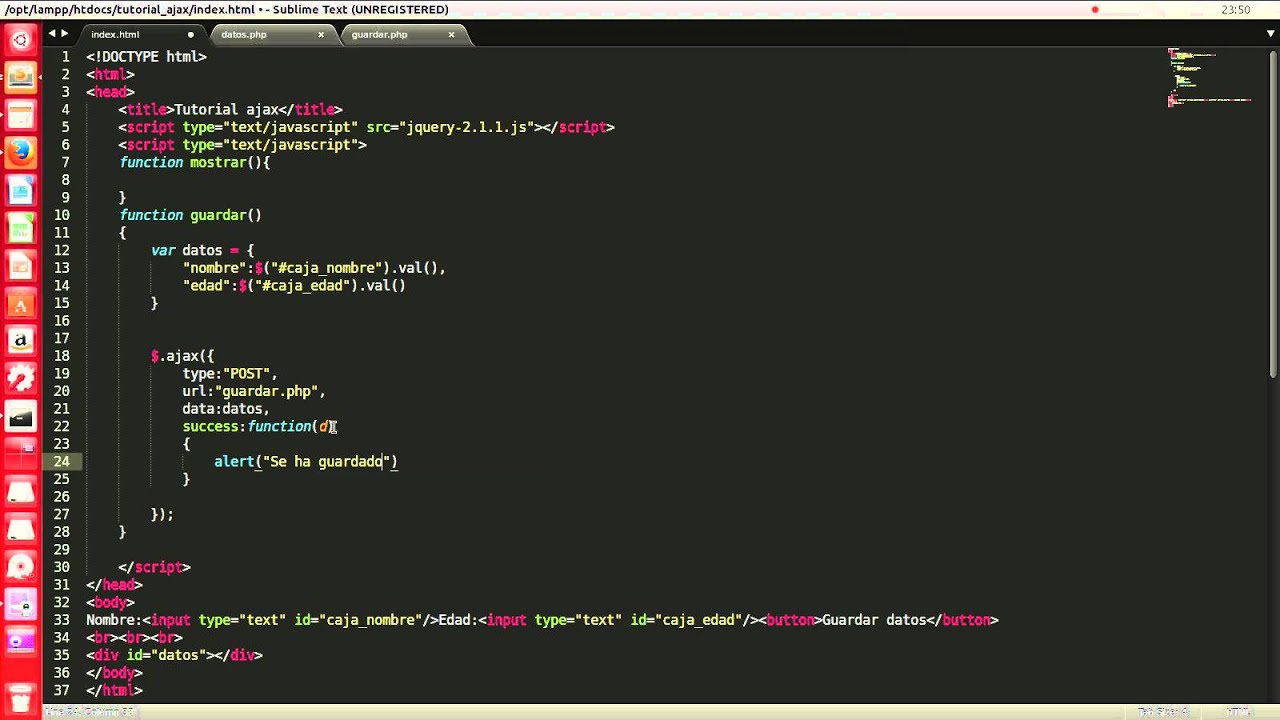 /opt/lampp/htdocs/tutorial_ajax/index.html • - Sublime Text (UNREGISTERED)
23:50
index.html
datos.php
guardar.php
1 <!DOCTYPE html>
2 <html>
3 <head>
4 <title>Tutorial ajax</title>
5 <script type="text/javascript" src="jquery-2.1.1.js"></script>
6 <script type="text/javascript">
7 function mostrar(){
8
9 }
10 function guardar()
11 {
12 var datos = {
13 "nombre":$("#caja_nombre").val(),
14 "edad":$("#caja_edad").val()
15 }
16
17
18 $.ajax({
19 type:"POST",
20 url:"guardar.php",
21 data:datos,
22 success:function(d)
23 {
24 alert("Se ha guardado")
25 }
26
27 });
28 }
29
30 </script>
31 </head>
32 <body>
33 Nombre:<input type="text" id="caja_nombre"/>Edad:<input type="text" id="caja_edad"/><button>Guardar datos</button>
34 <br><br><br>
35 <div id="datos"></div>
36 </body>
37 </html>